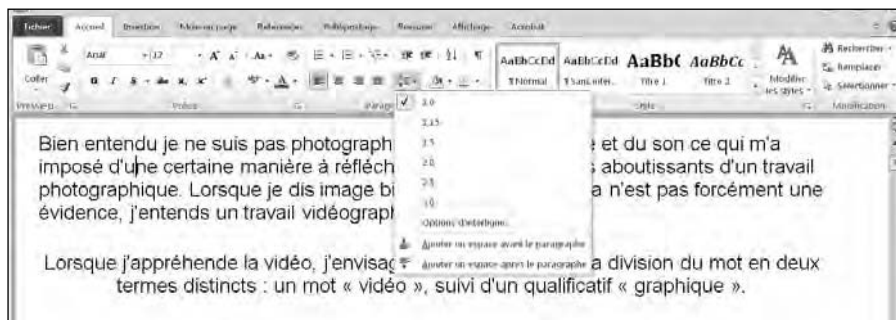 Fichier Accueil Insertion Mise en page Références Publipostage Révision Affichage Acrobat
Arial 12 AaBbCcDd AaBbCcDd AaBbC AaBbCc Rechercher
Remplacer
Coller ¶ Normal ¶ Sans inter... Titre 1 Titre 2 Modifier Sélectionner
les styles
Police Style Modification
1,0
1,15
1,5
2,0
2,5
3,0
Options d'interligne...
Ajouter un espace avant le paragraphe
Ajouter un espace après le paragraphe
Bien entendu je ne suis pas photograph e et du son ce qui m'a
imposé d'une certaine manière à réfléch s aboutissants d'un travail
photographique. Lorsque je dis image bi a n'est pas forcément une
évidence, j'entends un travail vidéograp
Lorsque j'appréhende la vidéo, j'envisag a division du mot en deux
termes distincts : un mot « vidéo », suivi d'un qualificatif « graphique ».